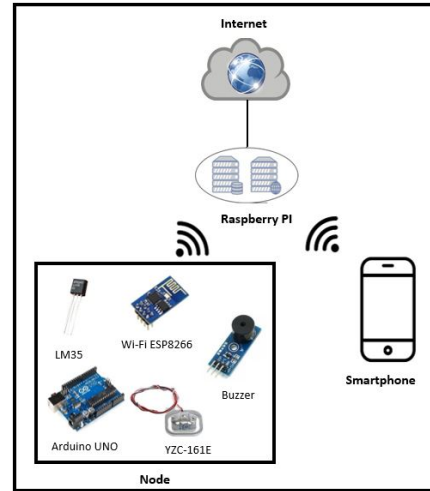 Internet
Raspberry PI
LM35
Wi-Fi ESP8266
Buzzer
Smartphone
Arduino UNO
YZC-161E
Node